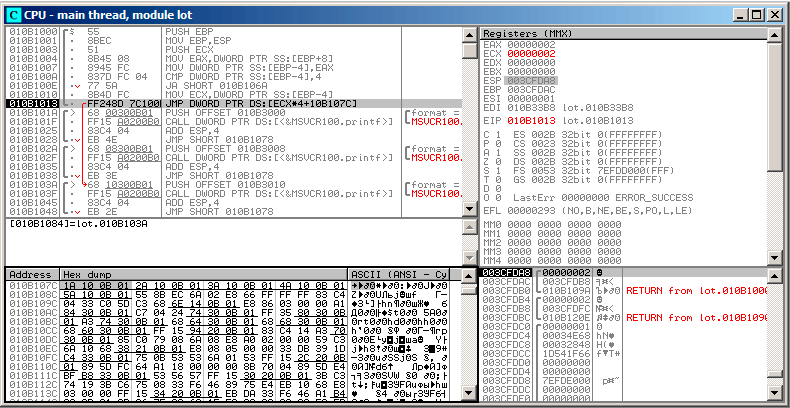 CPU - main thread, module lot
010B1000 $ 55 PUSH EBP
010B1001 8BEC MOV EBP,ESP
010B1003 51 PUSH ECX
010B1004 8B45 08 MOV EAX,DWORD PTR SS:[EBP+8]
010B1007 8945 FC MOV DWORD PTR SS:[EBP-4],EAX
010B100A 837D FC 04 CMP DWORD PTR SS:[EBP-4],4
010B100E 77 5A JA SHORT 010B106A
010B1010 8B4D FC MOV ECX,DWORD PTR SS:[EBP-4]
010B1013 FF248D 7C100 JMP DWORD PTR DS:[ECX*4+10B107C]
010B101A 68 00300B01 PUSH OFFSET 010B3000 format =
010B101F FF15 A0200B0 CALL DWORD PTR DS:[<&MSVCR100.printf>] MSVCR100.
010B1025 83C4 04 ADD ESP,4
010B1028 EB 4E JMP SHORT 010B1078
010B102A 68 08300B01 PUSH OFFSET 010B3008 format =
010B102F FF15 A0200B0 CALL DWORD PTR DS:[<&MSVCR100.printf>] MSVCR100.
010B1035 83C4 04 ADD ESP,4
010B1038 EB 3E JMP SHORT 010B1078
010B103A 68 10300B01 PUSH OFFSET 010B3010 format =
010B103F FF15 A0200B0 CALL DWORD PTR DS:[<&MSVCR100.printf>] MSVCR100.
010B1045 83C4 04 ADD ESP,4
010B1048 EB 2E JMP SHORT 010B1078
[010B1084]=lot.010B103A
Registers (MMX)
EAX 00000002
ECX 00000002
EDX 00000000
EBX 00000000
ESP 003CFDA8
EBP 003CFDAC
ESI 00000001
EDI 010B33B8 lot.010B33B8
EIP 010B1013 lot.010B1013
C 1 ES 002B 32bit 0(FFFFFFFF)
P 0 CS 0023 32bit 0(FFFFFFFF)
A 1 SS 002B 32bit 0(FFFFFFFF)
Z 0 DS 002B 32bit 0(FFFFFFFF)
S 1 FS 0053 32bit 7EFDD000(FFF)
T 0 GS 002B 32bit 0(FFFFFFFF)
D 0
O 0 LastErr 00000000 ERROR_SUCCESS
EFL 00000293 (NO,B,NE,BE,S,PO,L,LE)
MM0 0000 0000 0000 0000
MM1 0000 0000 0000 0000
MM2 0000 0000 0000 0000
MM3 0000 0000 0000 0000
MM4 0000 0000 0000 0000
Address Hex dump ASCII (ANSI - Cy
010B107C 1A 10 0B 01 2A 10 0B 01 3A 10 0B 01 4A 10 0B 01
010B108C 5A 10 0B 01 55 8B EC 6A 02 E8 66 FF FF FF 83 C4
010B109C 04 33 C0 5D C3 68 6E 14 0B 01 E8 86 03 00 00 A1
010B10AC 84 30 0B 01 C7 04 24 74 30 0B 01 FF 35 80 30 0B
010B10BC 01 A3 74 30 0B 01 68 64 30 0B 01 68 68 30 0B 01
010B10CC 68 60 30 0B 01 FF 15 94 20 0B 01 83 C4 14 A3 70
010B10DC 30 0B 01 85 C0 79 08 6A 08 E8 A0 02 00 00 59 C3
010B10EC 6A 10 68 38 21 0B 01 E8 08 05 00 00 33 DB 39 1D
010B10FC C4 33 0B 01 75 0B 53 53 6A 01 53 FF 15 2C 20 0B
010B110C 01 89 5D FC 64 A1 18 00 00 00 8B 70 04 89 5D E4
010B111C BF B8 33 0B 01 53 56 57 FF 15 30 20 0B 01 3B C3
010B112C 74 19 3B C6 75 08 33 F6 46 89 75 E4 EB 10 68 E8
010B113C 03 00 00 FF 15 34 20 0B 01 EB DA 33 F6 46 A1 B4
003CFDA8 00000002
003CFDAC 003CFDB8
003CFDB0 010B1093 RETURN from lot.010B1000
003CFDB4 00000002
003CFDB8 003CFDFC
003CFDBC 010B120E RETURN from lot.010B1090
003CFDC0 00000001
003CFDC4 00034E68
003CFDC8 00032848
003CFDCC 1D541F66
003CFDD0 00000000
003CFDD4 00000000
003CFDD8 7EFDE000
003CFDDC 00000000
003CFDE0 00000000